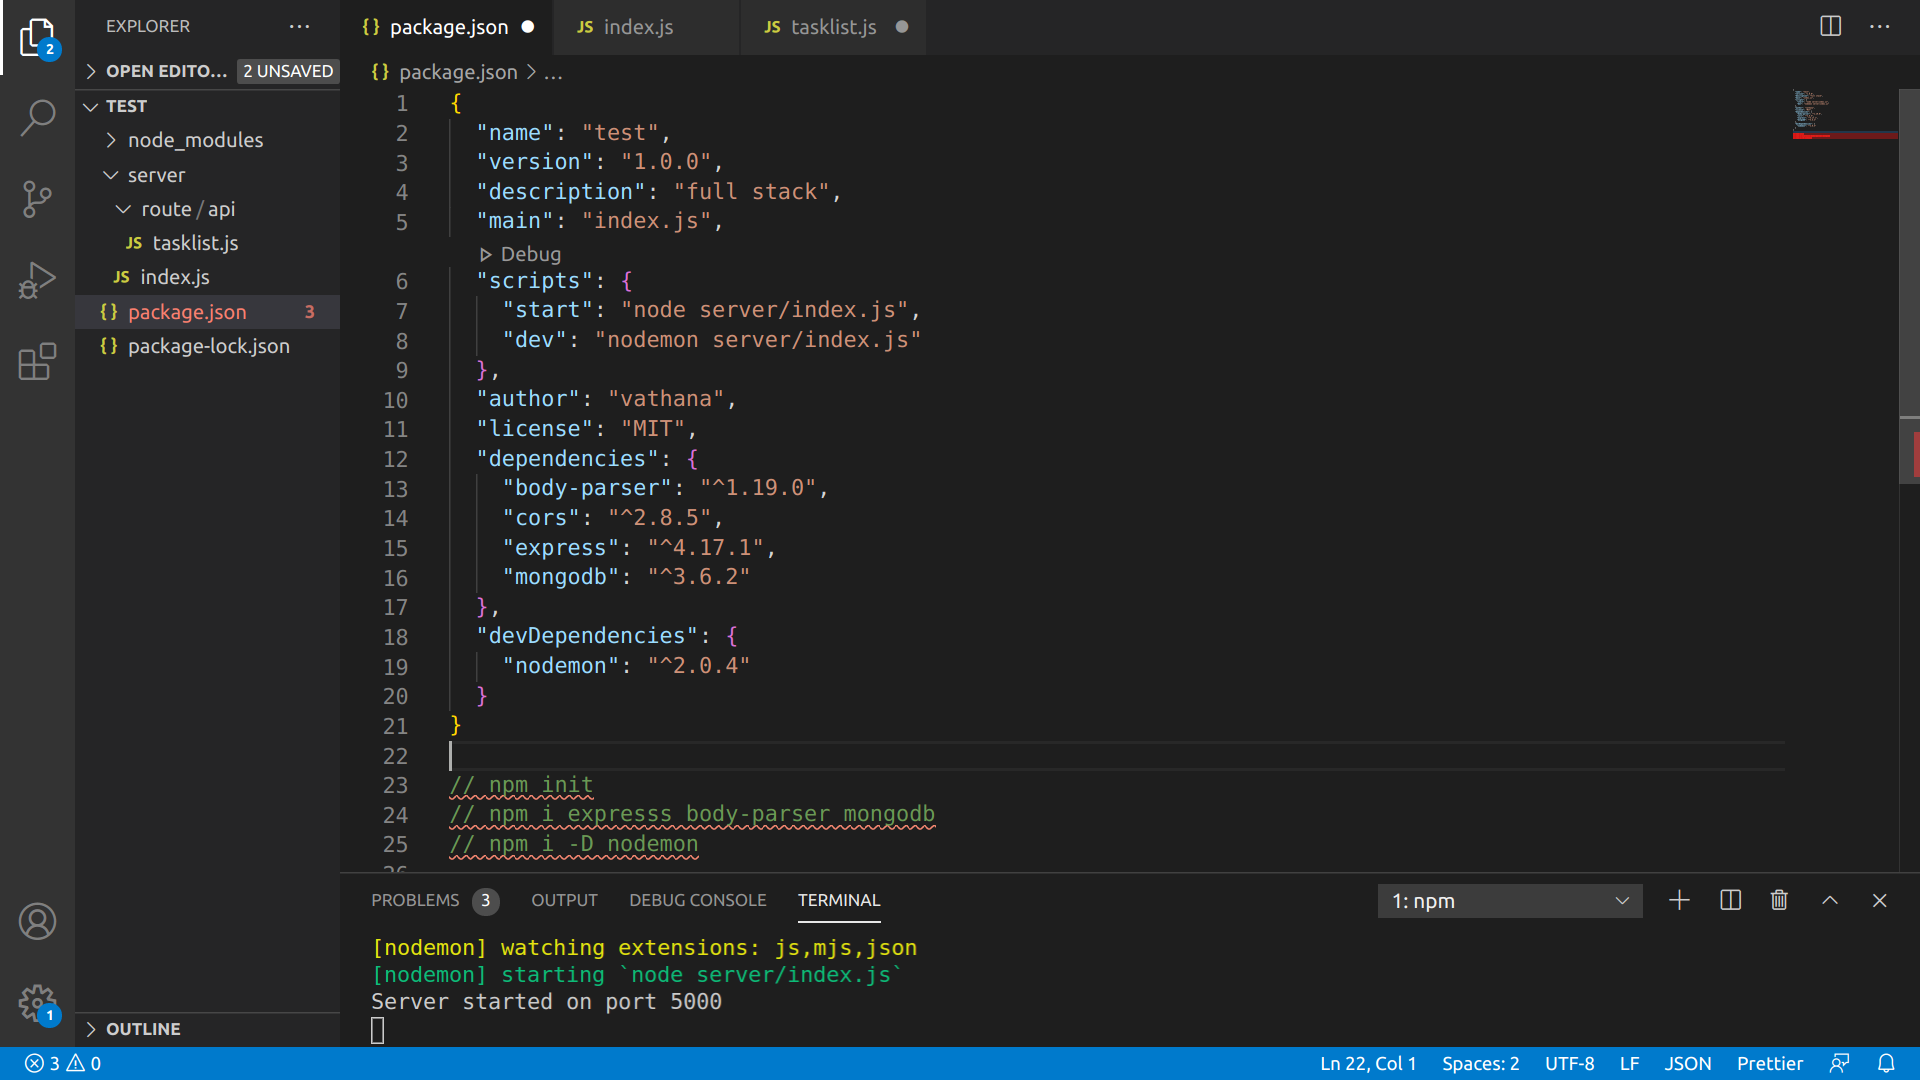 EXPLORER
OPEN EDITO... 2 UNSAVED
TEST
node_modules
server
route / api
JS tasklist.js
JS index.js
{} package.json 3
{} package-lock.json
OUTLINE
2
1
{} package.json
JS index.js
JS tasklist.js
{} package.json > ...
1 {
2 "name": "test",
3 "version": "1.0.0",
4 "description": "full stack",
5 "main": "index.js",
Debug
6 "scripts": {
7 "start": "node server/index.js",
8 "dev": "nodemon server/index.js"
9 },
10 "author": "vathana",
11 "license": "MIT",
12 "dependencies": {
13 "body-parser": "^1.19.0",
14 "cors": "^2.8.5",
15 "express": "^4.17.1",
16 "mongodb": "^3.6.2"
17 },
18 "devDependencies": {
19 "nodemon": "^2.0.4"
20 }
21 }
22
23 // npm init
24 // npm i expresss body-parser mongodb
25 // npm i -D nodemon
PROBLEMS 3 OUTPUT DEBUG CONSOLE TERMINAL 1: npm
[nodemon] watching extensions: js,mjs,json
[nodemon] starting `node server/index.js`
Server started on port 5000
3 0 Ln 22, Col 1 Spaces: 2 UTF-8 LF JSON Prettier